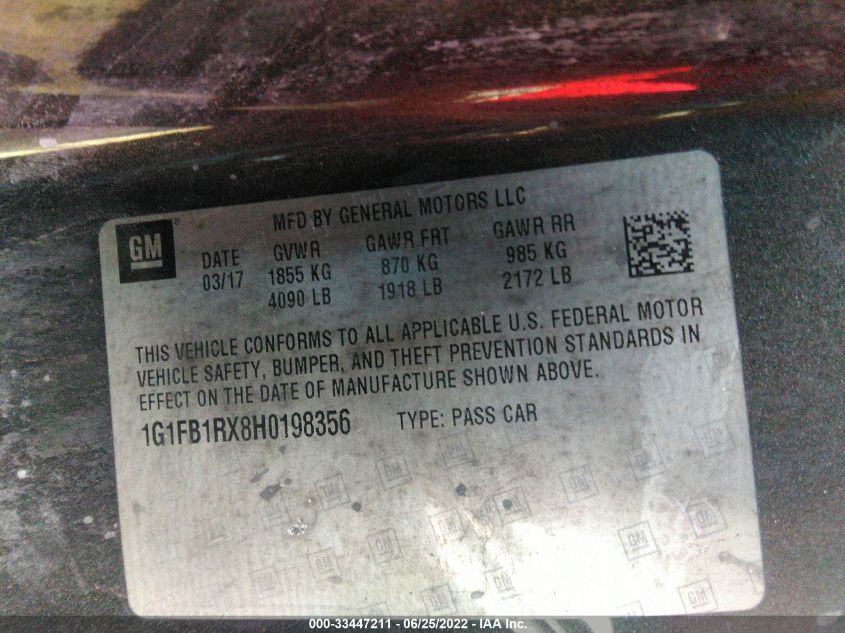 MFD BY GENERAL MOTORS LLC
GM
DATE GVWR GAWR FRT GAWR RR
03/17 1855 KG 870 KG 985 KG
4090 LB 1918 LB 2172 LB
THIS VEHICLE CONFORMS TO ALL APPLICABLE U.S. FEDERAL MOTOR
VEHICLE SAFETY, BUMPER, AND THEFT PREVENTION STANDARDS IN
EFFECT ON THE DATE OF MANUFACTURE SHOWN ABOVE.
1G1FB1RX8H0198356 TYPE: PASS CAR
000-33447211 - 06/25/2022 - IAA Inc.